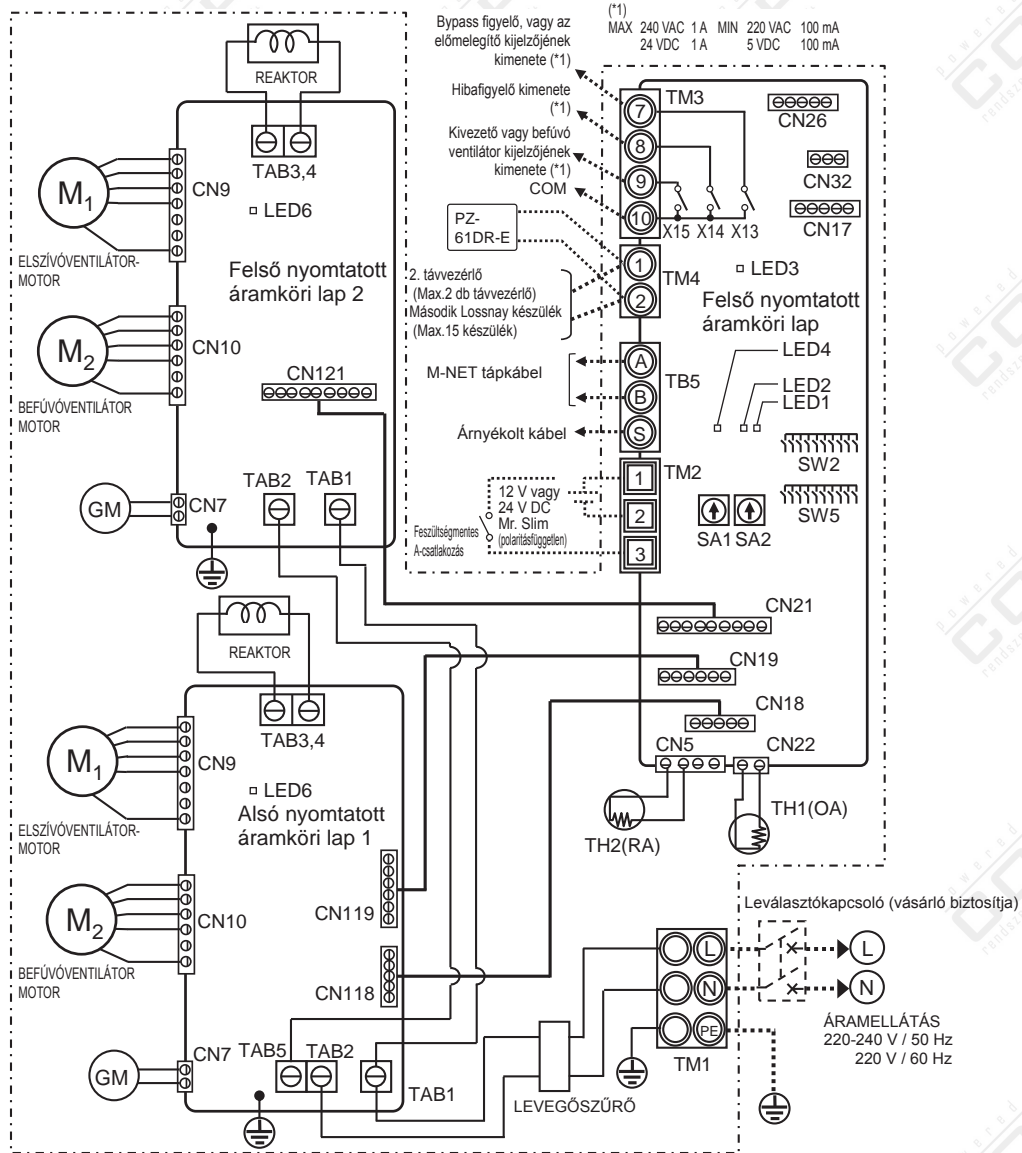 (*1)
MAX 240 VAC 1 A MIN 220 VAC 100 mA
24 VDC 1 A 5 VDC 100 mA
Bypass figyelő, vagy az
előmelegítő kijelzőjének
kimenete (*1)
Hibafigyelő kimenete
(*1)
Kivezető vagy befúvó
ventilátor kijelzőjének
kimenete (*1)
COM
PZ-
61DR-E
2. távvezérlő
(Max.2 db távvezérlő)
Második Lossnay készülék
(Max.15 készülék)
M-NET tápkábel
Árnyékolt kábel
12 V vagy
24 V DC
Mr. Slim
(polaritásfüggetlen)
Feszültségmentes
A-csatlakozás
TM3
7
8
9
10
X15 X14 X13
TM4
1
2
TB5
A
B
S
TM2
1
2
3
CN26
CN32
CN17
LED3
Felső nyomtatott
áramköri lap
LED4
LED2
LED1
SW2
SW5
SA1 SA2
CN21
CN19
CN18
CN5
CN22
TH2(RA)
TH1(OA)
REAKTOR
TAB3,4
M1
CN9
LED6
ELSZÍVÓVENTILÁTOR-
MOTOR
Felső nyomtatott
áramköri lap 2
M2
CN10
BEFÚVÓVENTILÁTOR
MOTOR
CN121
TAB2
TAB1
GM
CN7
REAKTOR
TAB3,4
M1
CN9
LED6
ELSZÍVÓVENTILÁTOR-
MOTOR
Alsó nyomtatott
áramköri lap 1
M2
CN10
BEFÚVÓVENTILÁTOR
MOTOR
CN119
CN118
GM
CN7
TAB5
TAB2
TAB1
LEVEGŐSZŰRŐ
L
N
PE
TM1
Leválasztókapcsoló (vásárló biztosítja)
L
N
ÁRAMELLÁTÁS
220-240 V / 50 Hz
220 V / 60 Hz